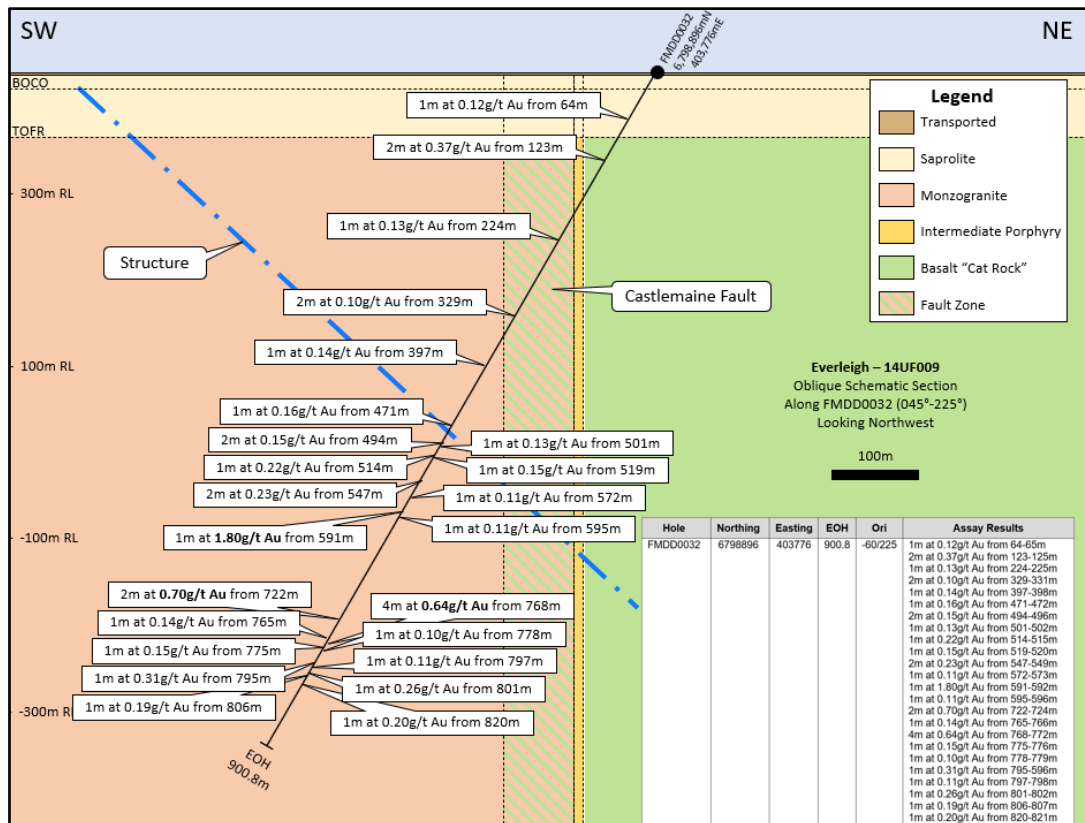 SW
NE
FMDD0032
6,798,896mN
403,776mE
BOCO
TOFR
300m RL
100m RL
-100m RL
-300m RL
1m at 0.12g/t Au from 64m
2m at 0.37g/t Au from 123m
1m at 0.13g/t Au from 224m
Structure
Castlemaine Fault
2m at 0.10g/t Au from 329m
1m at 0.14g/t Au from 397m
1m at 0.16g/t Au from 471m
2m at 0.15g/t Au from 494m
1m at 0.13g/t Au from 501m
1m at 0.22g/t Au from 514m
1m at 0.15g/t Au from 519m
2m at 0.23g/t Au from 547m
1m at 0.11g/t Au from 572m
1m at 1.80g/t Au from 591m
1m at 0.11g/t Au from 595m
2m at 0.70g/t Au from 722m
4m at 0.64g/t Au from 768m
1m at 0.14g/t Au from 765m
1m at 0.10g/t Au from 778m
1m at 0.15g/t Au from 775m
1m at 0.11g/t Au from 797m
1m at 0.31g/t Au from 795m
1m at 0.26g/t Au from 801m
1m at 0.19g/t Au from 806m
1m at 0.20g/t Au from 820m
EOH
900.8m
Legend
Transported
Saprolite
Monzogranite
Intermediate Porphyry
Basalt “Cat Rock”
Fault Zone
Everleigh – 14UF009
Oblique Schematic Section
Along FMDD0032 (045°-225°)
Looking Northwest
100m
Hole Northing Easting EOH Ori Assay Results
FMDD0032 6798896 403776 900.8 -60/225 1m at 0.12g/t Au from 64-65m
2m at 0.37g/t Au from 123-125m
1m at 0.13g/t Au from 224-225m
2m at 0.10g/t Au from 329-331m
1m at 0.14g/t Au from 397-398m
1m at 0.16g/t Au from 471-472m
2m at 0.15g/t Au from 494-496m
1m at 0.13g/t Au from 501-502m
1m at 0.22g/t Au from 514-515m
1m at 0.15g/t Au from 519-520m
2m at 0.23g/t Au from 547-549m
1m at 0.11g/t Au from 572-573m
1m at 1.80g/t Au from 591-592m
1m at 0.11g/t Au from 595-596m
2m at 0.70g/t Au from 722-724m
1m at 0.14g/t Au from 765-766m
4m at 0.64g/t Au from 768-772m
1m at 0.15g/t Au from 775-776m
1m at 0.10g/t Au from 778-779m
1m at 0.31g/t Au from 795-596m
1m at 0.11g/t Au from 797-798m
1m at 0.26g/t Au from 801-802m
1m at 0.19g/t Au from 806-807m
1m at 0.20g/t Au from 820-821m